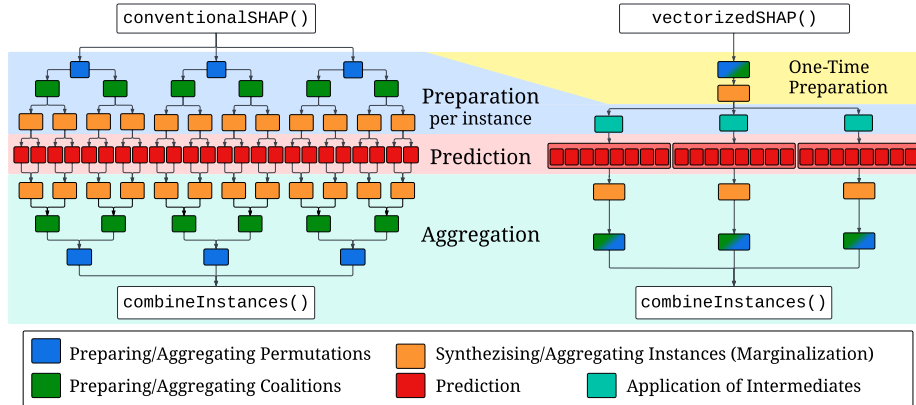 conventionalSHAP()
vectorizedSHAP()
One-Time
Preparation
Preparation
per instance
Prediction
Aggregation
combineInstances()
combineInstances()
Preparing/Aggregating Permutations
Synthezising/Aggregating Instances (Marginalization)
Preparing/Aggregating Coalitions
Prediction
Application of Intermediates